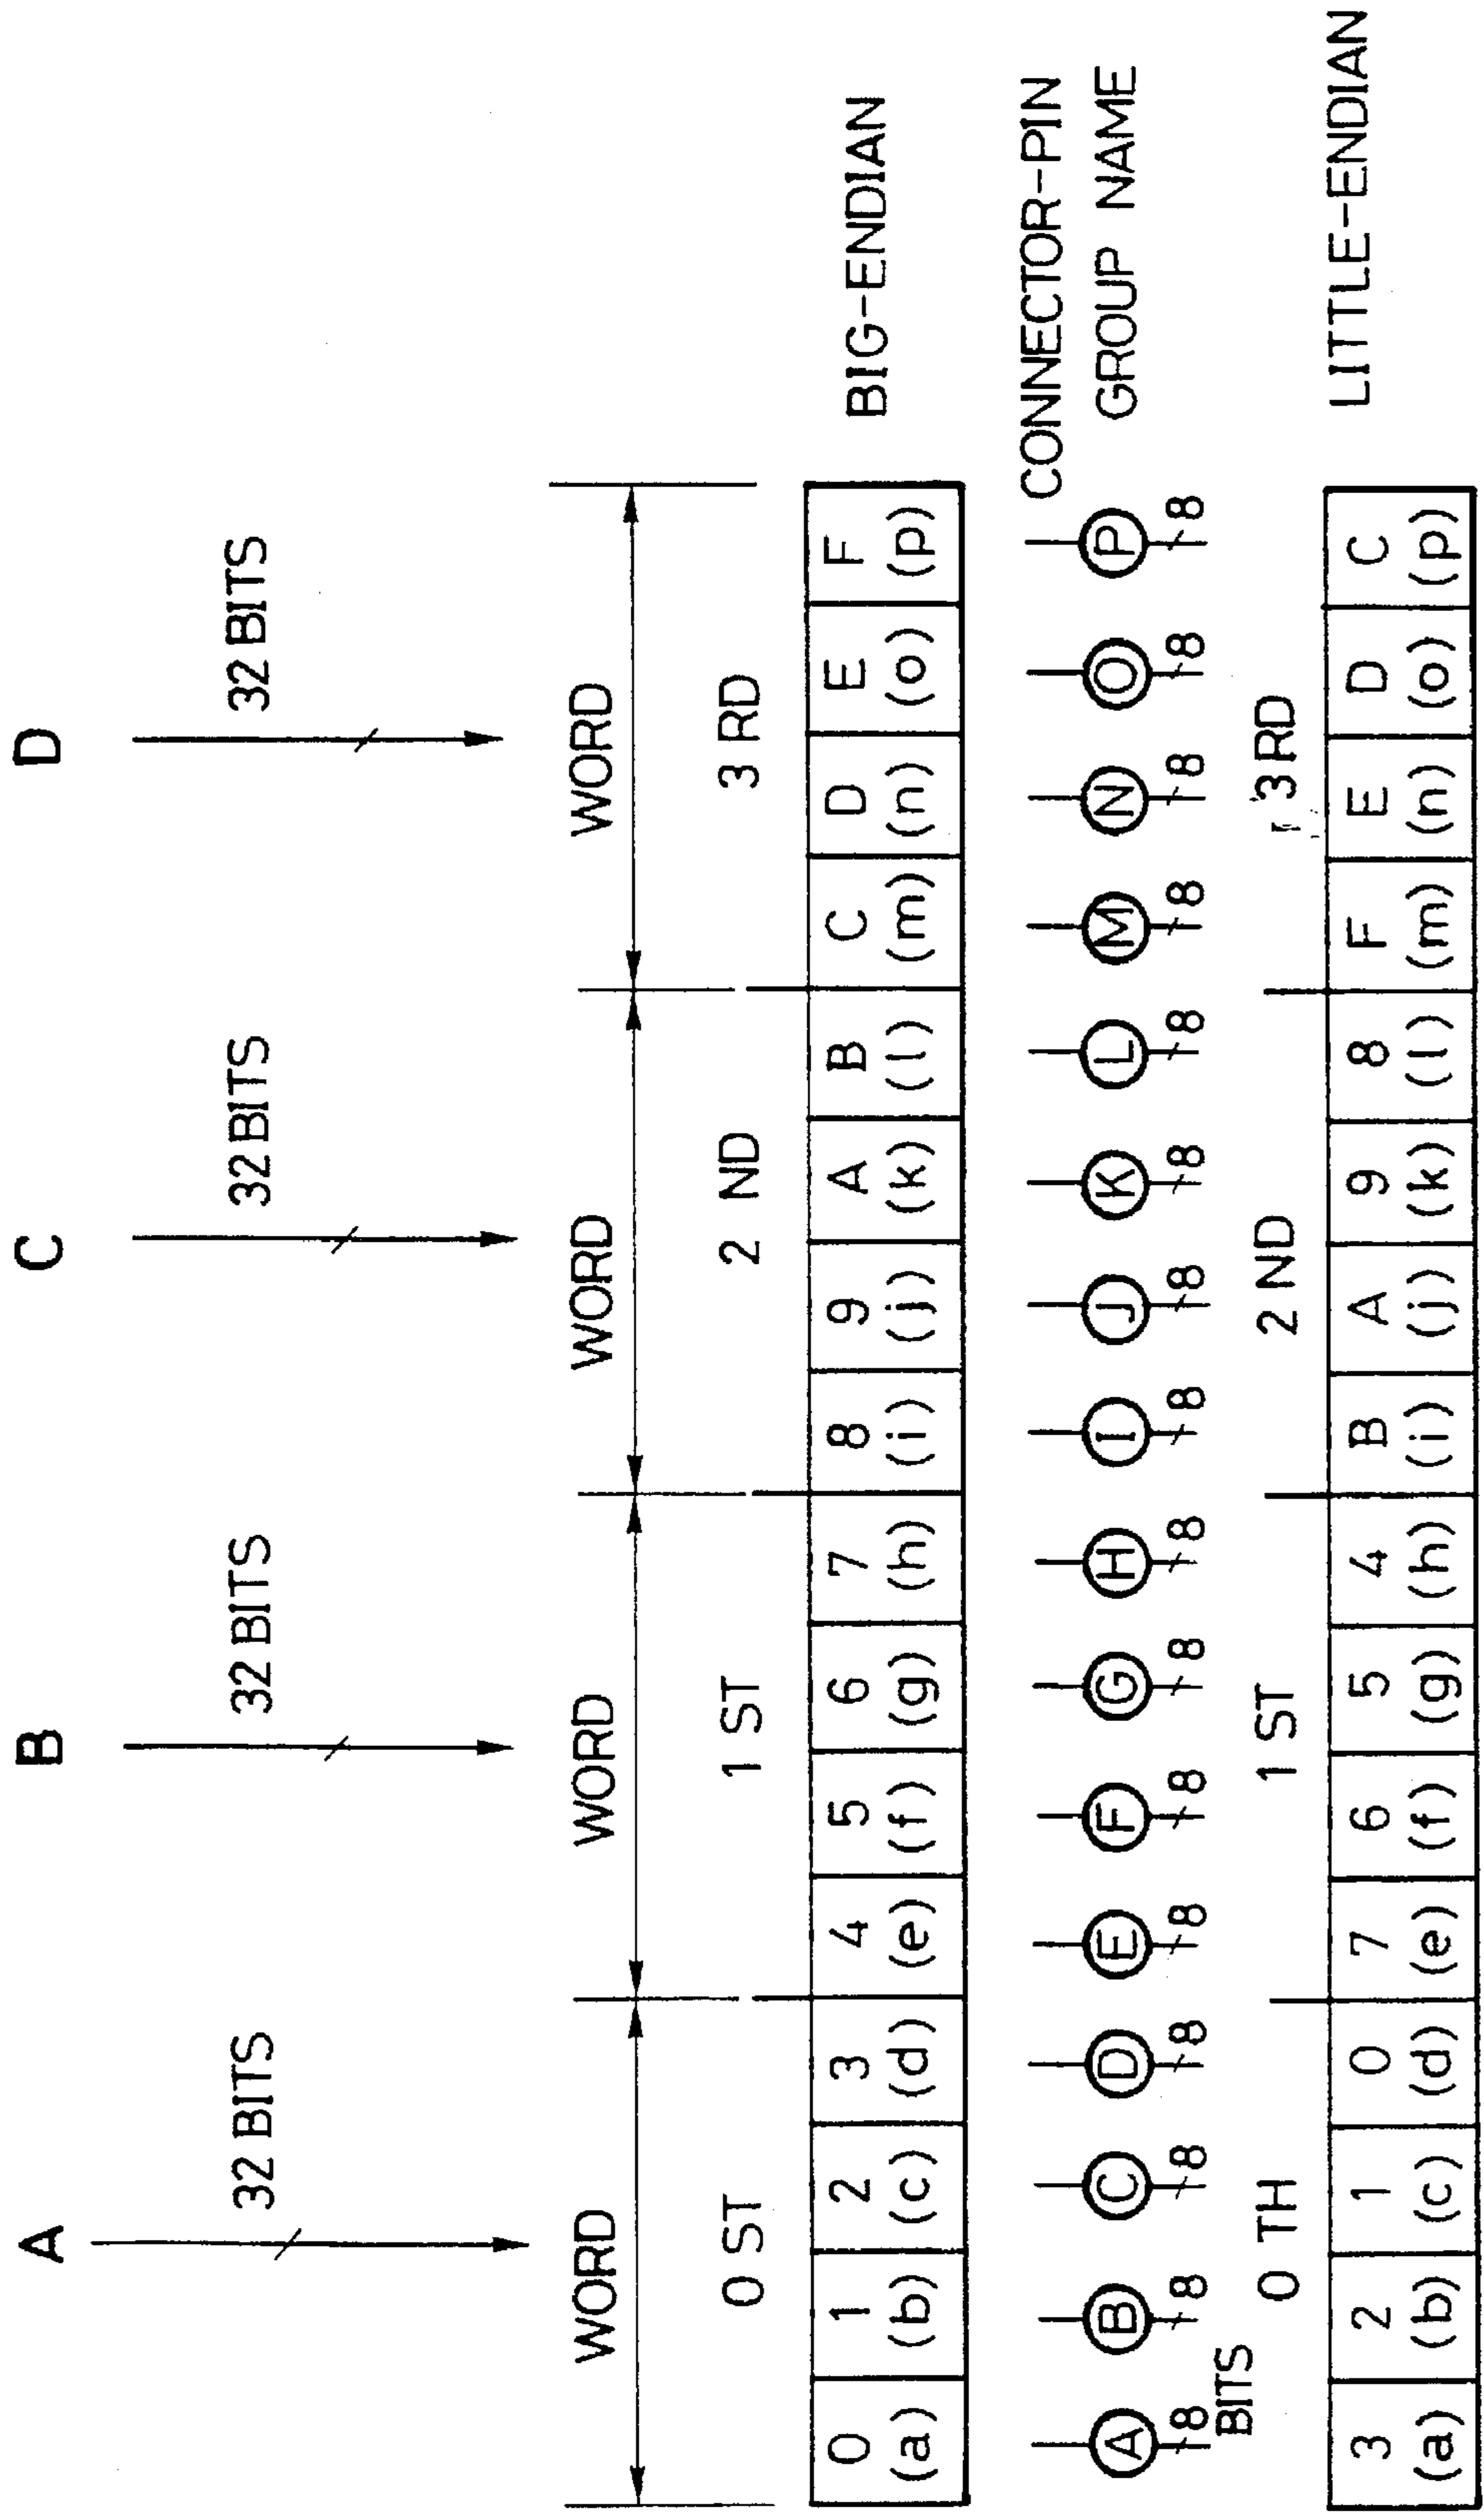 A B C D
32 BITS 32 BITS 32 BITS 32 BITS
WORD WORD WORD WORD
0 ST 1 ST 2 ND 3 RD
0 1 2 3 4 5 6 7 8 9 A B C D E F
(a) (b) (c) (d) (e) (f) (g) (h) (i) (j) (k) (l) (m) (n) (o) (p)
BIG-ENDIAN
CONNECTOR-PIN
GROUP NAME
A B C D E F G H I J K L M N O P
8 8 8 8 8 8 8 8 8 8 8 8 8 8 8 8
BITS
0 TH 1 ST 2 ND 3 RD
3 2 1 0 7 6 5 4 B A 9 8 F E D C
(a) (b) (c) (d) (e) (f) (g) (h) (i) (j) (k) (l) (m) (n) (o) (p)
LITTLE-ENDIAN